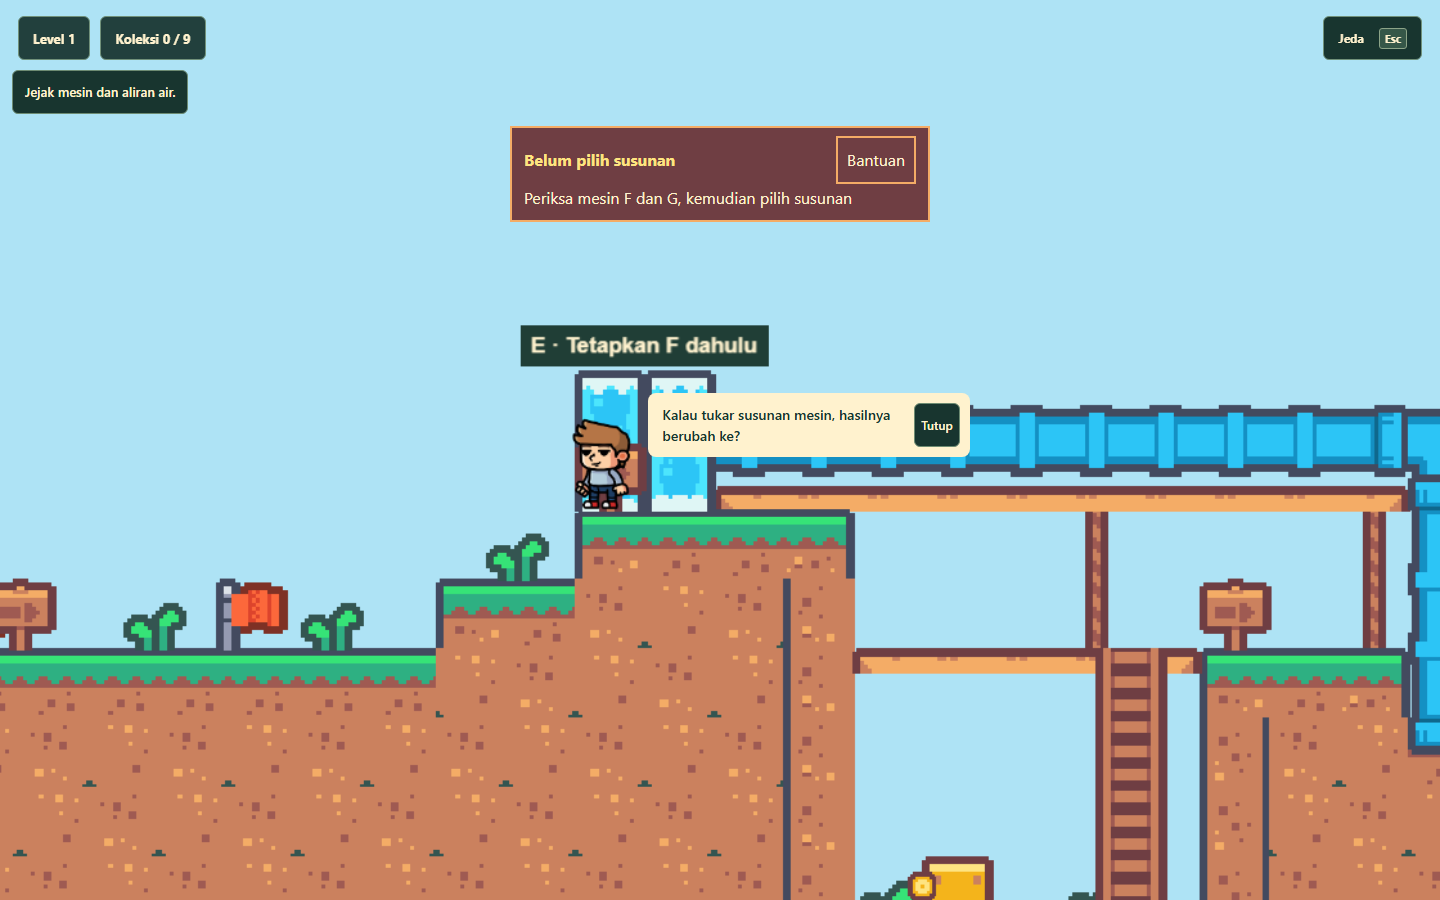 Level 1
Koleksi 0 / 9
Jeda Esc
Jejak mesin dan aliran air.
Belum pilih susunan
Bantuan
Periksa mesin F dan G, kemudian pilih susunan
E · Tetapkan F dahulu
Kalau tukar susunan mesin, hasilnya
berubah ke?
Tutup